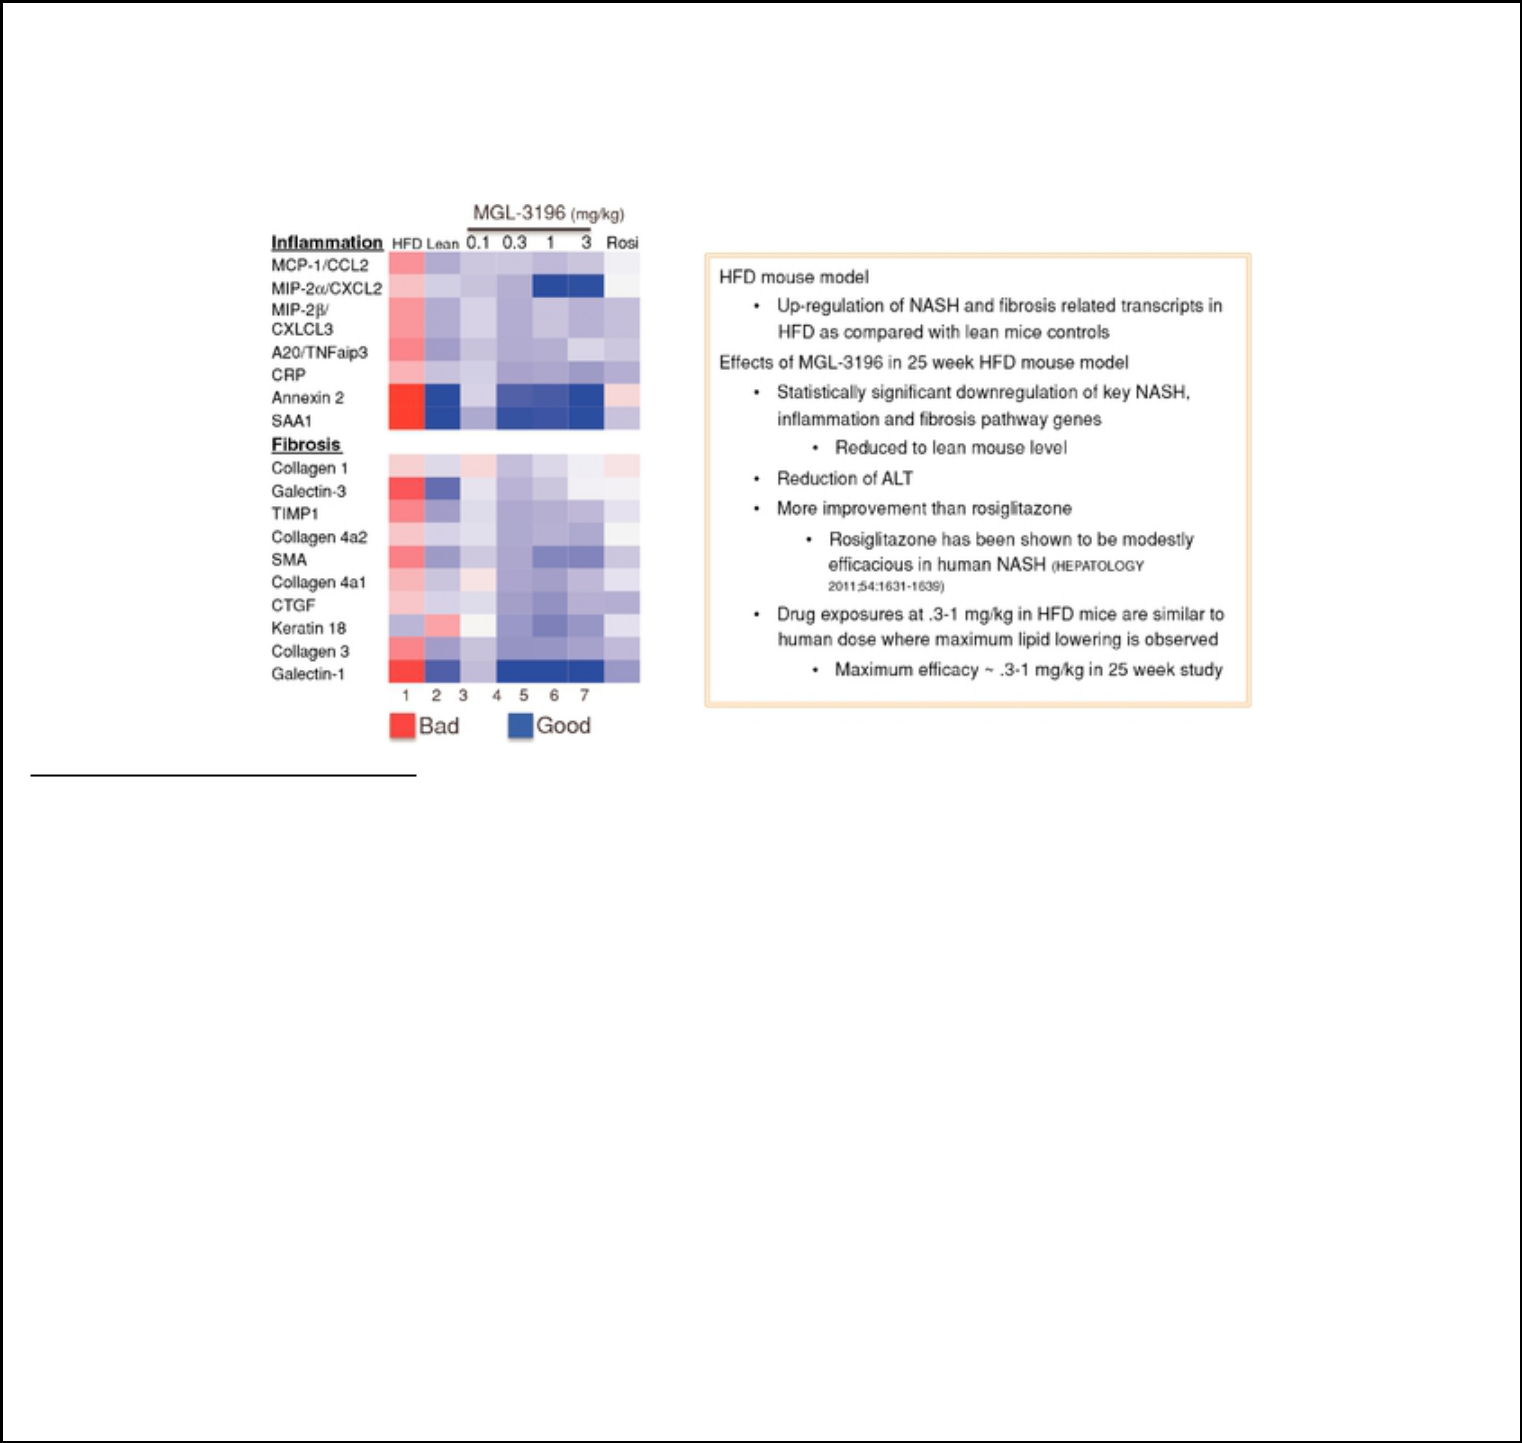 MGL-3196 (mg/kg)
Inflammation HFD Lean 0.1 0.3 1 3 Rosi
MCP-1/CCL2
MIP-2α/CXCL2
MIP-2β/
CXLCL3
A20/TNFaip3
CRP
Annexin 2
SAA1
Fibrosis
Collagen 1
Galectin-3
TIMP1
Collagen 4a2
SMA
Collagen 4a1
CTGF
Keratin 18
Collagen 3
Galectin-1
1 2 3 4 5 6 7
Bad Good
HFD mouse model
• Up-regulation of NASH and fibrosis related transcripts in
HFD as compared with lean mice controls
Effects of MGL-3196 in 25 week HFD mouse model
• Statistically significant downregulation of key NASH,
inflammation and fibrosis pathway genes
• Reduced to lean mouse level
• Reduction of ALT
• More improvement than rosiglitazone
• Rosiglitazone has been shown to be modestly
efficacious in human NASH (HEPATOLOGY
2011;54:1631-1639)
• Drug exposures at .3-1 mg/kg in HFD mice are similar to
human dose where maximum lipid lowering is observed
• Maximum efficacy ~ .3-1 mg/kg in 25 week study